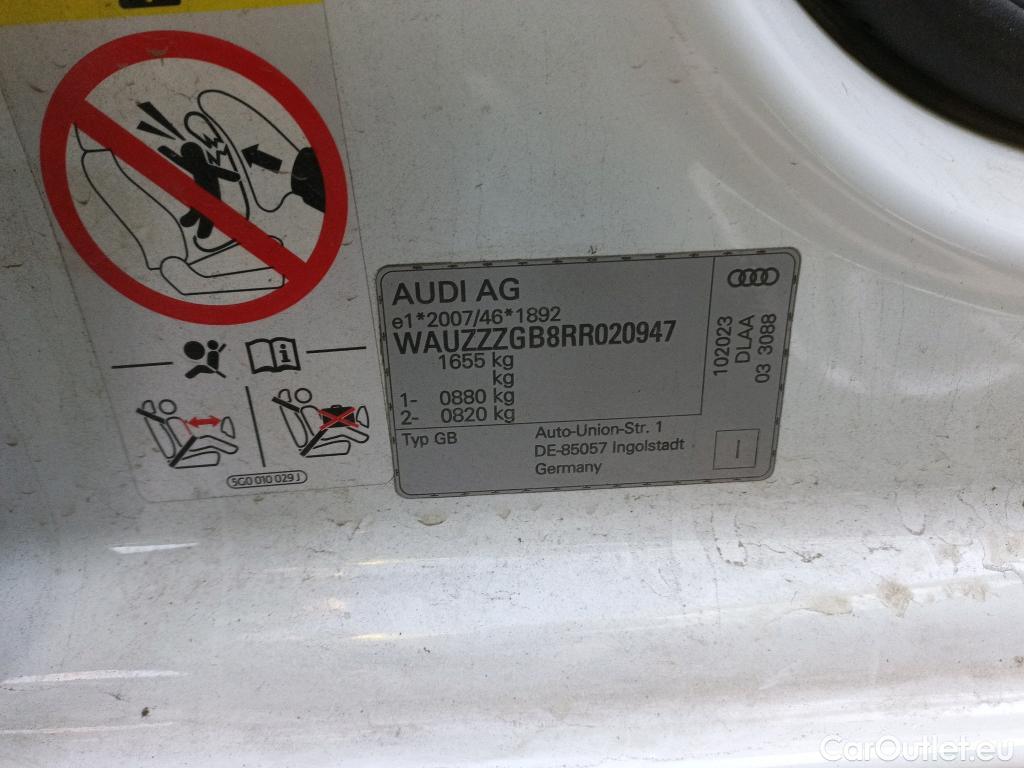 AUDI AG
e1*2007/46*1892
WAUZZZGB8RR020947
1655 kg
kg
1- 0880 kg
2- 0820 kg
Typ GB
Auto-Union-Str. 1
DE-85057 Ingolstadt
Germany
102023
DLAA
03 3088
I
5G0 010 029 J
CarOutlet.eu